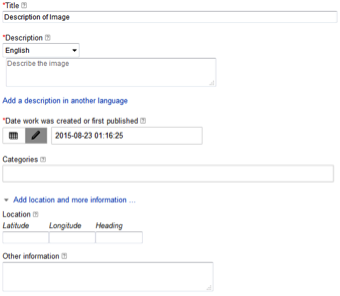 *Title [?]
Description of Image
*Description [?]
English
Describe the image
Add a description in another language
*Date work was created or first published [?]
2015-08-23 01:16:25
Categories [?]
Add location and more information ...
Location [?]
Latitude Longitude Heading
Other information [?]